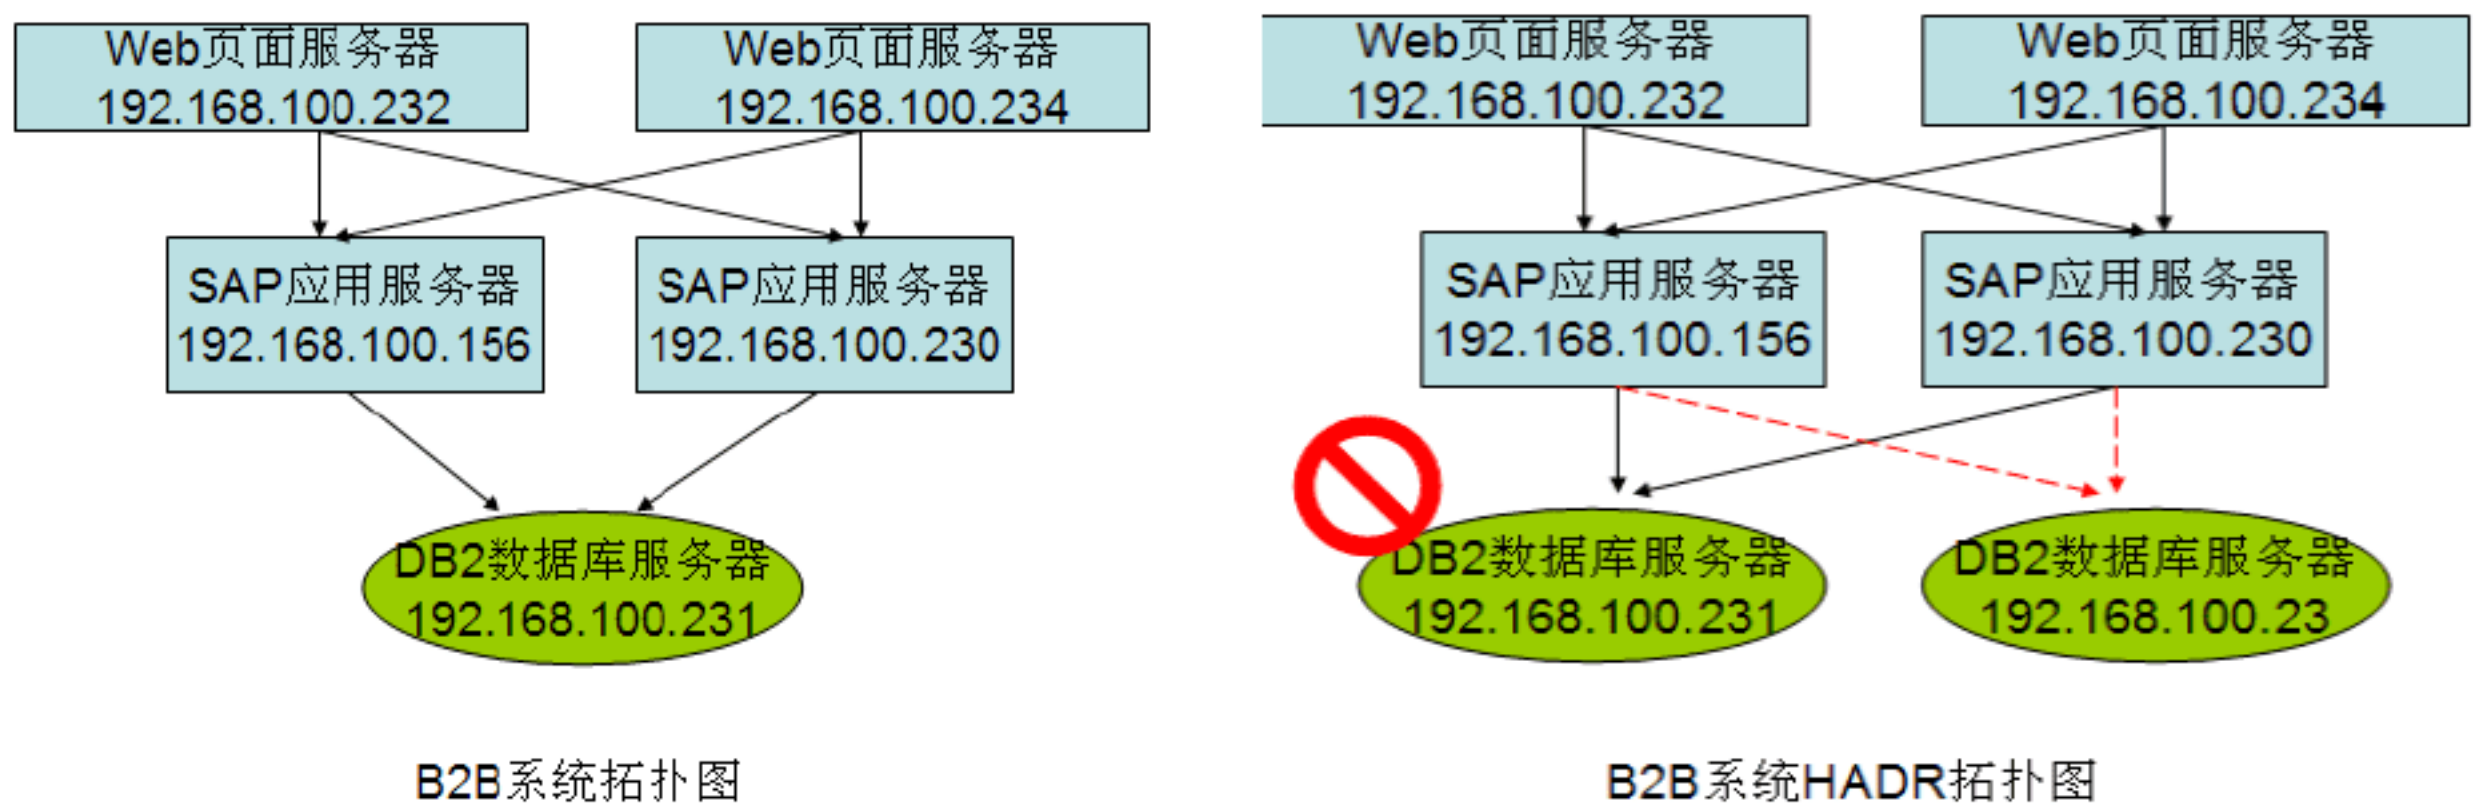 Web页面服务器
192.168.100.232
Web页面服务器
192.168.100.234
SAP应用服务器
192.168.100.156
SAP应用服务器
192.168.100.230
DB2数据库服务器
192.168.100.231
B2B系统拓扑图
Web页面服务器
192.168.100.232
Web页面服务器
192.168.100.234
SAP应用服务器
192.168.100.156
SAP应用服务器
192.168.100.230
DB2数据库服务器
192.168.100.231
DB2数据库服务器
192.168.100.23
B2B系统HADR拓扑图